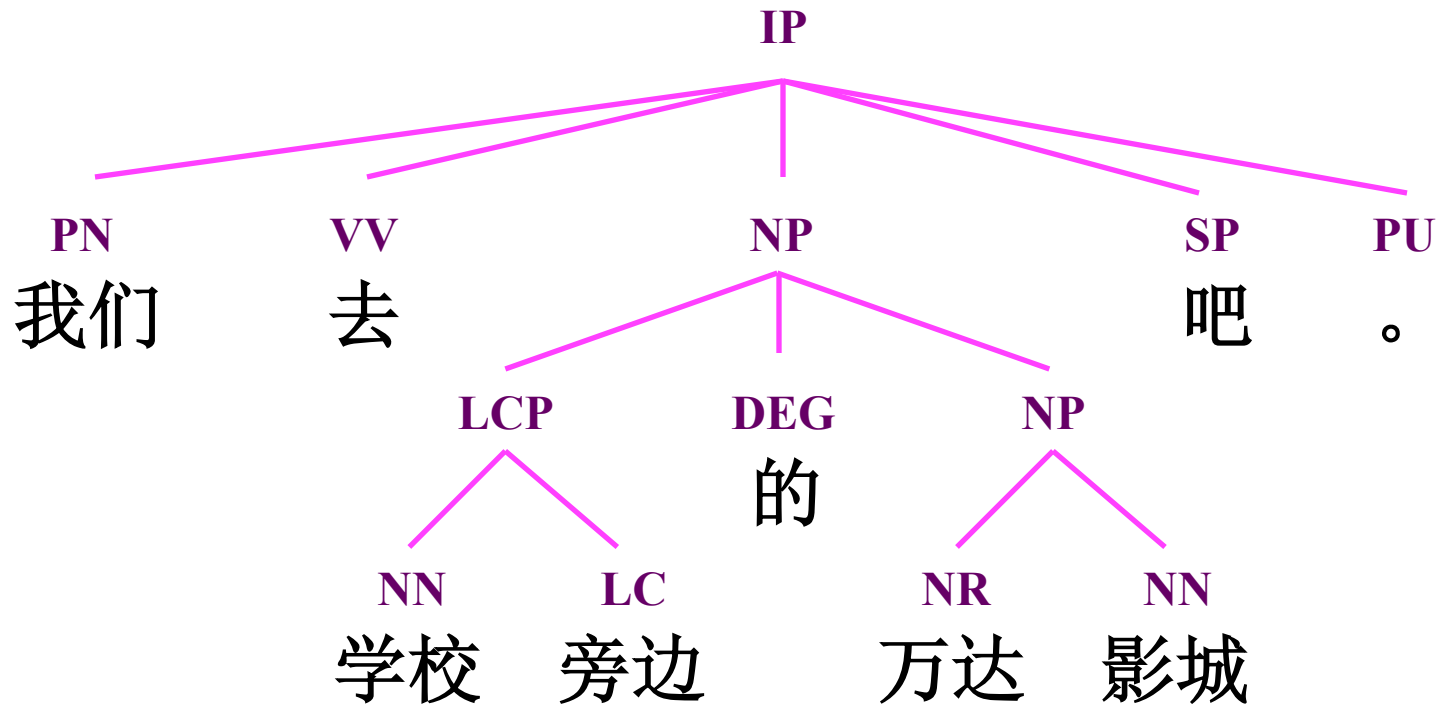 IP
PN VV NP SP PU
我们 去 吧 。
LCP DEG NP
的
NN LC NR NN
学校 旁边 万达 影城